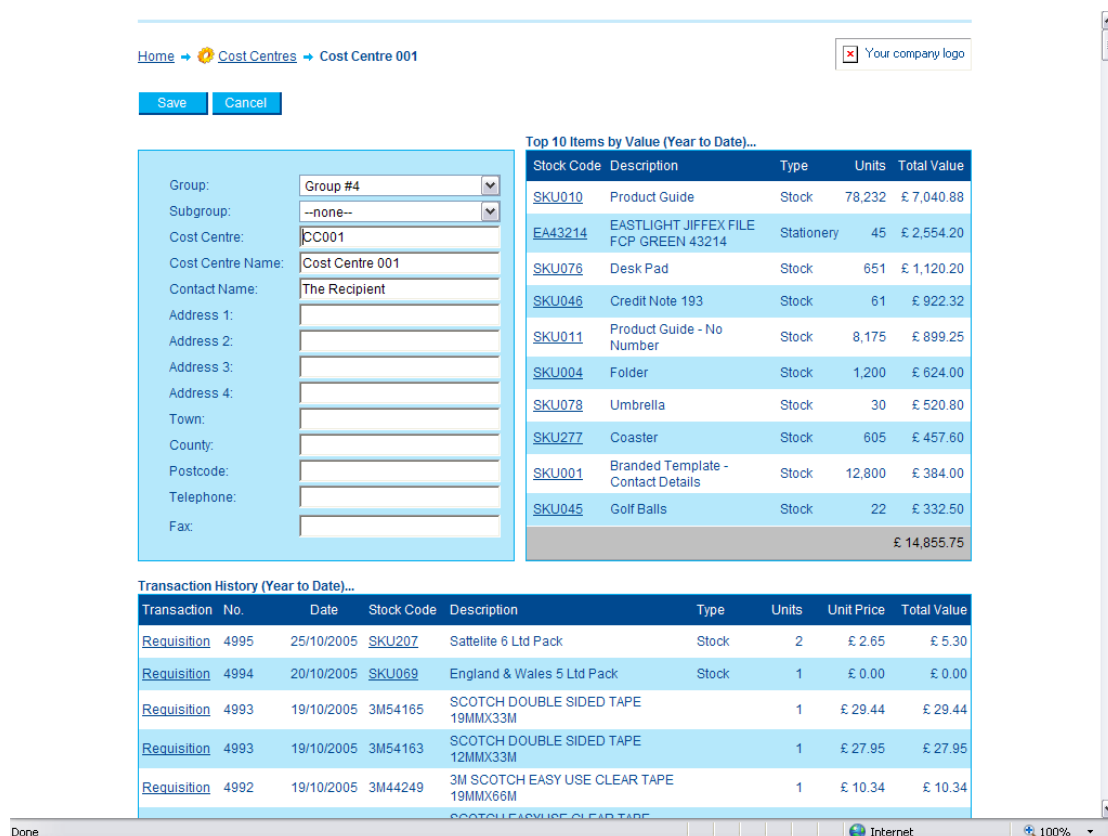 Home Cost Centres Cost Centre 001
Your company logo
Save Cancel
Group: Group #4
Subgroup: --none--
Cost Centre: CC001
Cost Centre Name: Cost Centre 001
Contact Name: The Recipient
Address 1:
Address 2:
Address 3:
Address 4:
Town:
County:
Postcode:
Telephone:
Fax:
Top 10 Items by Value (Year to Date)...
Stock Code Description Type Units Total Value
SKU010 Product Guide Stock 78,232 £ 7,040.88
EA43214 EASTLIGHT JIFFEX FILE Stationery 45 £ 2,554.20
FCP GREEN 43214
SKU076 Desk Pad Stock 651 £ 1,120.20
SKU046 Credit Note 193 Stock 61 £ 922.32
SKU011 Product Guide - No Stock 8,175 £ 899.25
Number
SKU004 Folder Stock 1,200 £ 624.00
SKU078 Umbrella Stock 30 £ 520.80
SKU277 Coaster Stock 605 £ 457.60
SKU001 Branded Template - Stock 12,800 £ 384.00
Contact Details
SKU045 Golf Balls Stock 22 £ 332.50
£ 14,855.75
Transaction History (Year to Date)...
Transaction No. Date Stock Code Description Type Units Unit Price Total Value
Requisition 4995 25/10/2005 SKU207 Sattelite 6 Ltd Pack Stock 2 £ 2.65 £ 5.30
Requisition 4994 20/10/2005 SKU069 England & Wales 5 Ltd Pack Stock 1 £ 0.00 £ 0.00
Requisition 4993 19/10/2005 3M54165 SCOTCH DOUBLE SIDED TAPE 1 £ 29.44 £ 29.44
19MMX33M
Requisition 4993 19/10/2005 3M54163 SCOTCH DOUBLE SIDED TAPE 1 £ 27.95 £ 27.95
12MMX33M
Requisition 4992 19/10/2005 3M44249 3M SCOTCH EASY USE CLEAR TAPE 1 £ 10.34 £ 10.34
19MMX66M
SCOTCH EASYUSE CLEAR TAPE
Done Internet 100%